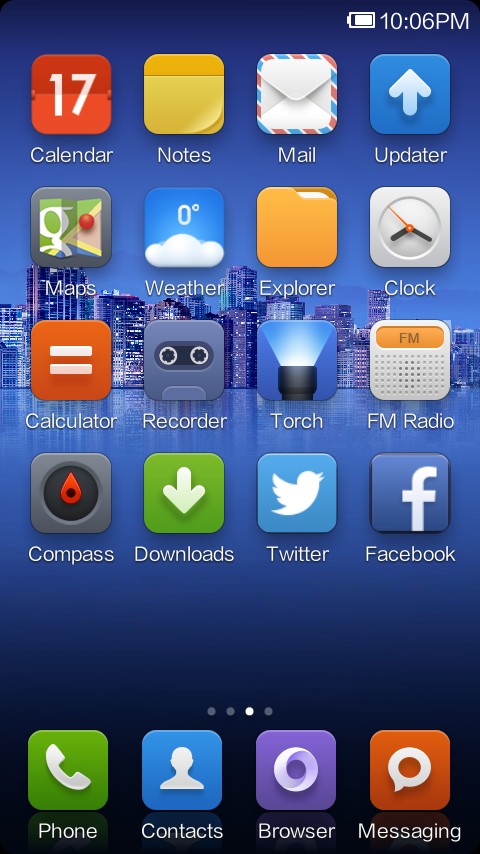 10:06PM
17
Calendar Notes Mail Updater
g 0°
Maps Weather Explorer Clock
FM
Calculator Recorder Torch FM Radio
f
Compass Downloads Twitter Facebook
Phone Contacts Browser Messaging